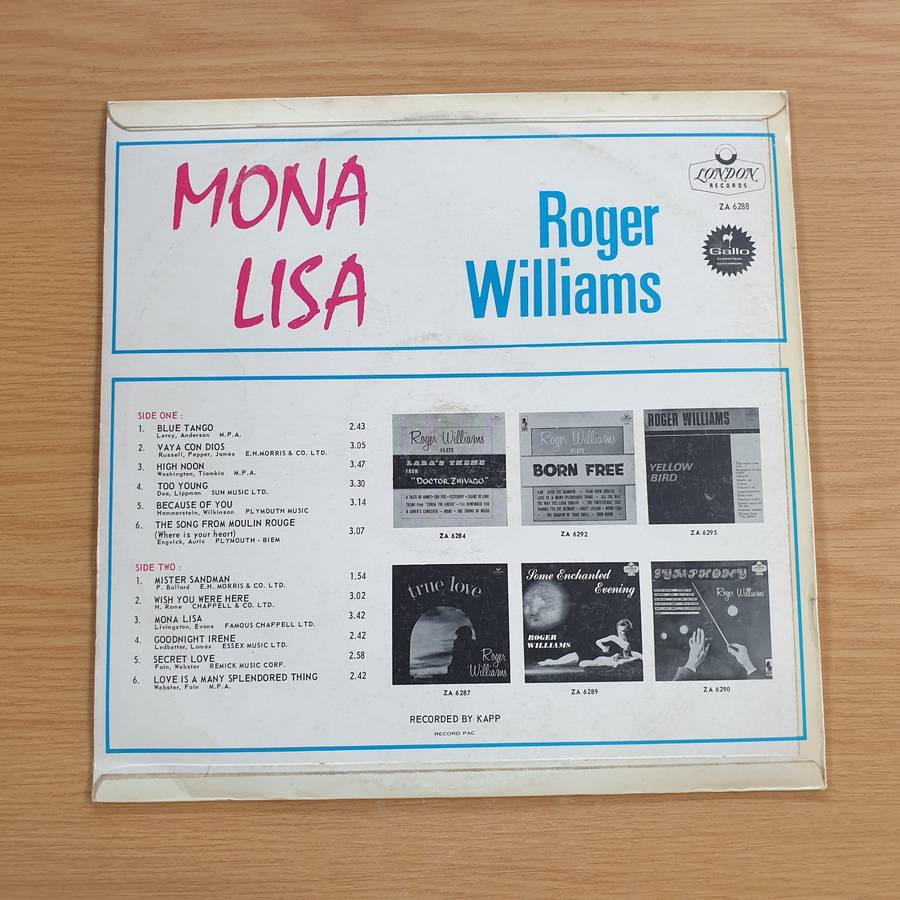 MONA
LISA
Roger
Williams
LONDON
RECORDS
ZA 6288
Gallo
GUARANTEED
SIDE ONE :
1. BLUE TANGO 2.43
Leroy, Anderson M.P.A.
2. VAYA CON DIOS 3.05
Russell, Pepper, James E.H.MORRIS & CO. LTD.
3. HIGH NOON 3.47
Washington, Tiomkin M.P.A.
4. TOO YOUNG 3.30
Dee, Lippman SUN MUSIC LTD.
5. BECAUSE OF YOU 3.14
Hammerstein, Wilkinson PLYMOUTH MUSIC
6. THE SONG FROM MOULIN ROUGE
(Where is your heart) 3.07
Engvick, Auric PLYMOUTH - BIEM
SIDE TWO :
1. MISTER SANDMAN 1,54
P. Ballard E.H. MORRIS & CO. LTD.
2. WISH YOU WERE HERE 3.02
H. Rome CHAPPELL & CO. LTD.
3. MONA LISA 3.42
Livingston, Evans FAMOUS CHAPPELL LTD.
4. GOODNIGHT IRENE 2.42
Ledbetter, Lomax ESSEX MUSIC LTD.
5. SECRET LOVE 2.58
Fain, Webster REMICK MUSIC CORP.
6. LOVE IS A MANY SPLENDORED THING 2.42
Webster, Fain M.P.A.
Roger Williams
PLAYS
LARA'S THEME
FROM
"DOCTOR ZHIVAGO"
ZA 6284
Roger Williams
PLAYS
BORN FREE
ZA 6292
ROGER WILLIAMS
YELLOW
BIRD
ZA 6295
true love
Roger
Williams
ZA 6287
Some Enchanted
Evening
ROGER
WILLIAMS
ZA 6289
SYMPHONY
Roger Williams
ZA 6290
RECORDED BY KAPP
RECORD PAC